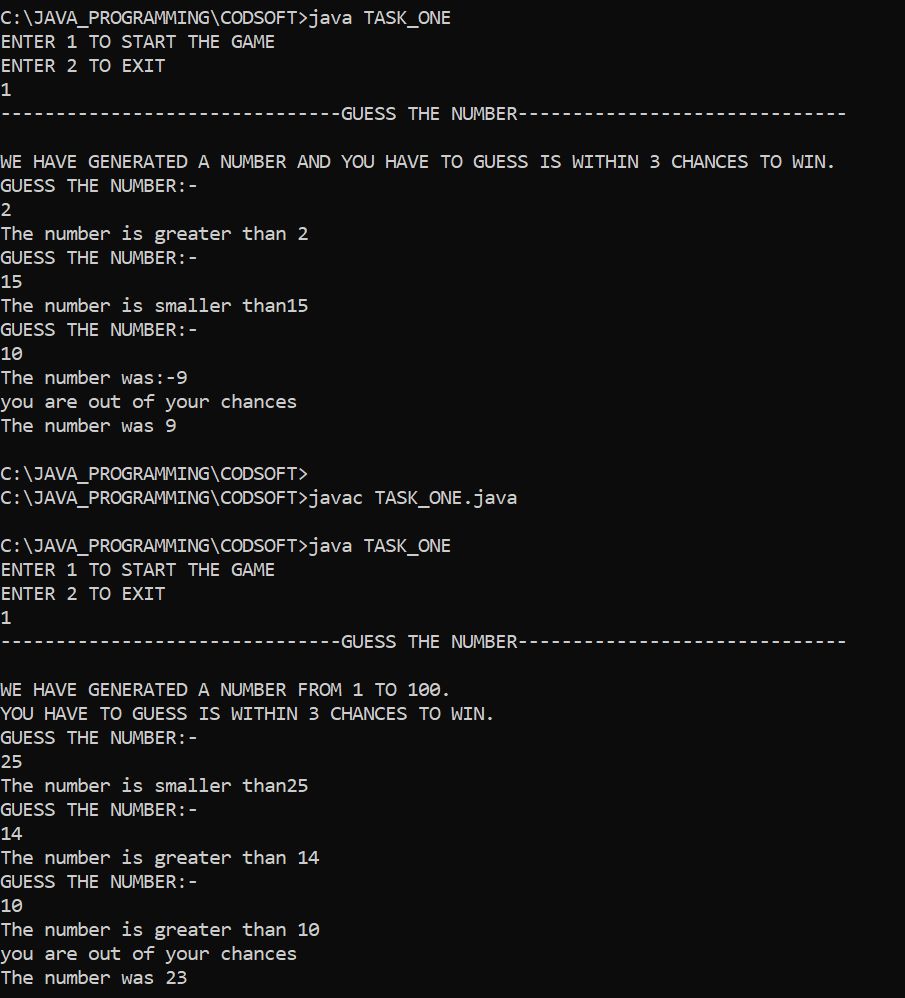 C:\JAVA_PROGRAMMING\CODSOFT>java TASK_ONE
ENTER 1 TO START THE GAME
ENTER 2 TO EXIT
1
-------------------------------GUESS THE NUMBER------------------------------
WE HAVE GENERATED A NUMBER AND YOU HAVE TO GUESS IS WITHIN 3 CHANCES TO WIN.
GUESS THE NUMBER:-
2
The number is greater than 2
GUESS THE NUMBER:-
15
The number is smaller than15
GUESS THE NUMBER:-
10
The number was:-9
you are out of your chances
The number was 9
C:\JAVA_PROGRAMMING\CODSOFT>
C:\JAVA_PROGRAMMING\CODSOFT>javac TASK_ONE.java
C:\JAVA_PROGRAMMING\CODSOFT>java TASK_ONE
ENTER 1 TO START THE GAME
ENTER 2 TO EXIT
1
-------------------------------GUESS THE NUMBER------------------------------
WE HAVE GENERATED A NUMBER FROM 1 TO 100.
YOU HAVE TO GUESS IS WITHIN 3 CHANCES TO WIN.
GUESS THE NUMBER:-
25
The number is smaller than25
GUESS THE NUMBER:-
14
The number is greater than 14
GUESS THE NUMBER:-
10
The number is greater than 10
you are out of your chances
The number was 23